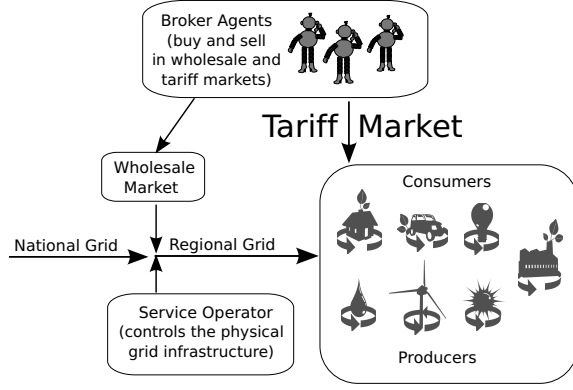 Broker Agents
(buy and sell
in wholesale and
tariff markets)
Tariff Market
Wholesale
Market
Consumers
National Grid
Regional Grid
Service Operator
(controls the physical
grid infrastructure)
Producers